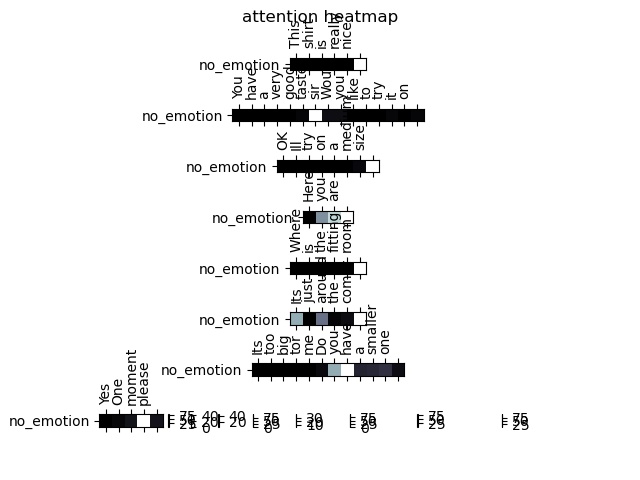 attention heatmap
This shirt is really nice
no_emotion
You have a very good taste sir Would you like to try it on
no_emotion
OK Ill try on a medium size
no_emotion
Here you are
no_emotion
Where is the fitting room
no_emotion
Its just around the corner
no_emotion
Its too big for me Do you have a smaller one
no_emotion
Yes One moment please
no_emotion